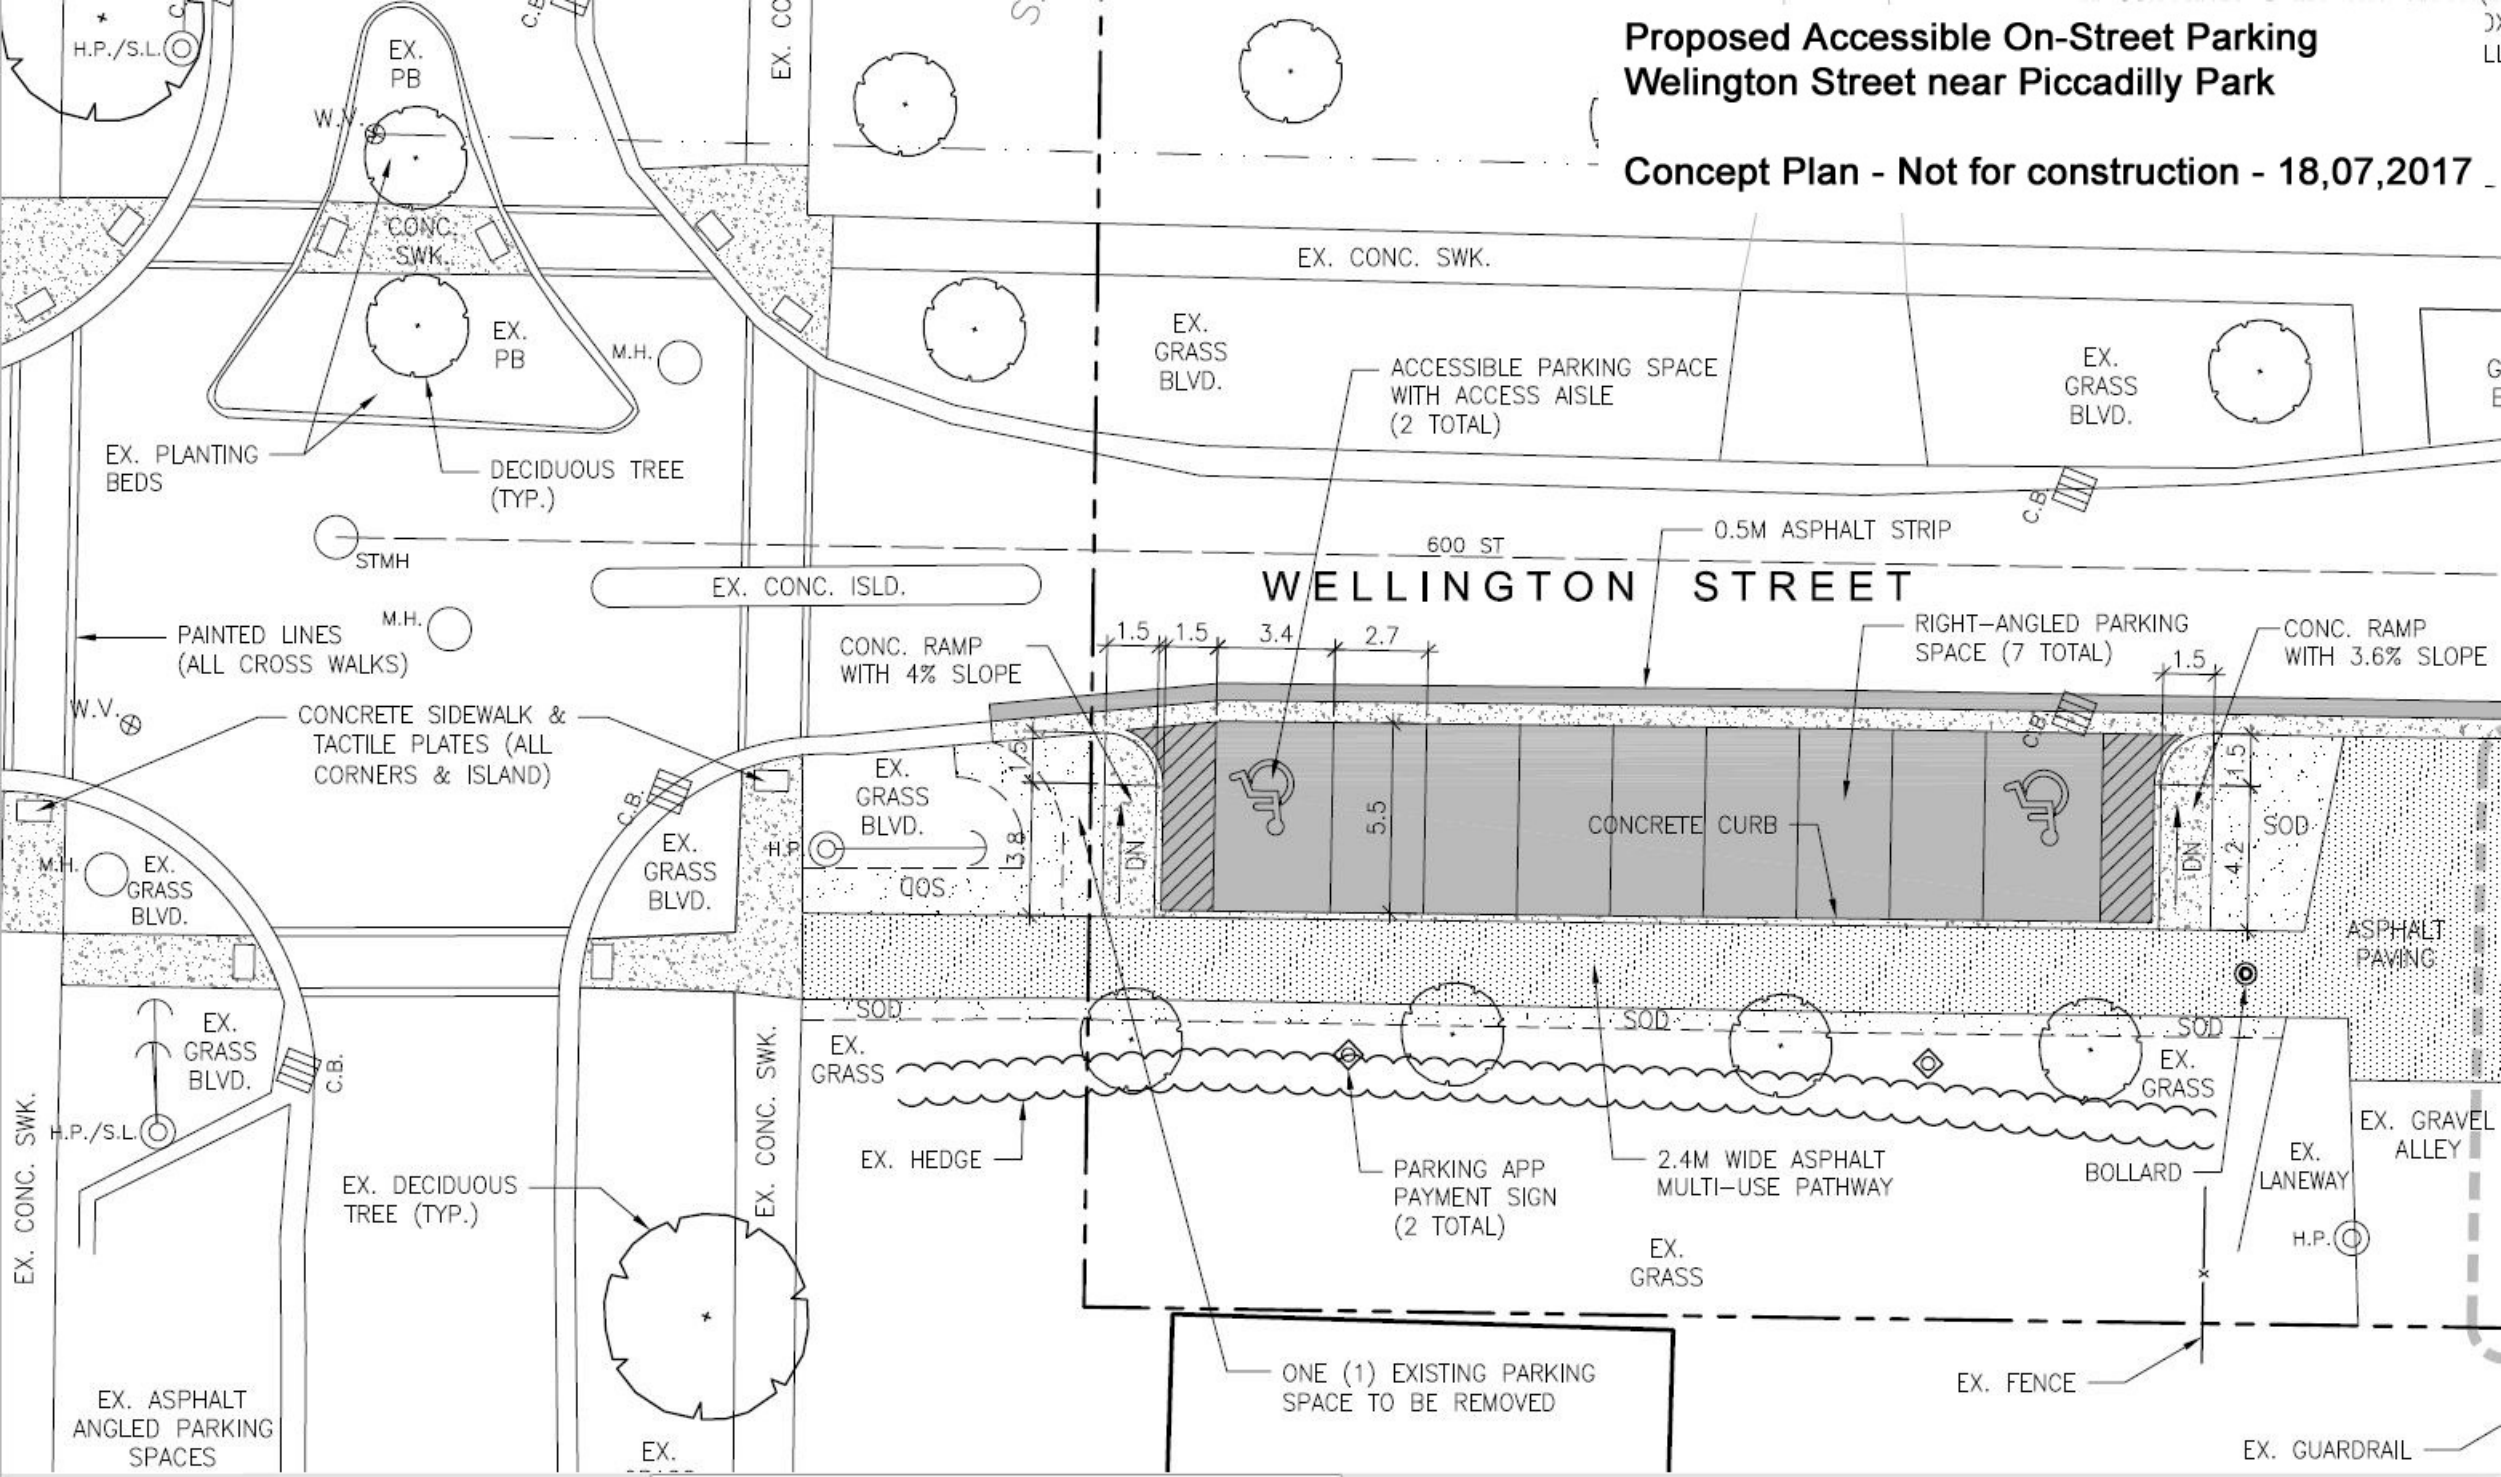 Proposed Accessible On-Street Parking
Welington Street near Piccadilly Park
Concept Plan - Not for construction - 18,07,2017
H.P./S.L.
EX.
PB
W.V.
CONC.
SWK.
EX.
PB
M.H.
EX. PLANTING
BEDS
DECIDUOUS TREE
(TYP.)
EX. CONC. SWK.
EX.
GRASS
BLVD.
ACCESSIBLE PARKING SPACE
WITH ACCESS AISLE
(2 TOTAL)
EX.
GRASS
BLVD.
C.B.
STMH
600 ST
0.5M ASPHALT STRIP
EX. CONC. ISLD.
WELLINGTON STREET
M.H.
PAINTED LINES
(ALL CROSS WALKS)
W.V.
CONCRETE SIDEWALK &
TACTILE PLATES (ALL
CORNERS & ISLAND)
CONC. RAMP
WITH 4% SLOPE
1.5
1.5
3.4
2.7
RIGHT-ANGLED PARKING
SPACE (7 TOTAL)
1.5
CONC. RAMP
WITH 3.6% SLOPE
C.B.
C.B.
EX.
GRASS
BLVD.
1.5
3.8
DN
5.5
CONCRETE CURB
DN
1.5
4.2
SOD
M.H.
EX.
GRASS
BLVD.
EX.
GRASS
BLVD.
H.P.
SOD
ASPHALT
PAVING
SOD
SOD
SOD
EX.
GRASS
BLVD.
C.B.
H.P./S.L.
EX. CONC. SWK.
EX. CONC. SWK.
EX.
GRASS
EX. HEDGE
EX. DECIDUOUS
TREE (TYP.)
PARKING APP
PAYMENT SIGN
(2 TOTAL)
2.4M WIDE ASPHALT
MULTI-USE PATHWAY
EX.
GRASS
BOLLARD
EX.
LANEWAY
EX. GRAVEL
ALLEY
H.P.
EX.
GRASS
ONE (1) EXISTING PARKING
SPACE TO BE REMOVED
EX. FENCE
EX. GUARDRAIL
EX. ASPHALT
ANGLED PARKING
SPACES
EX.